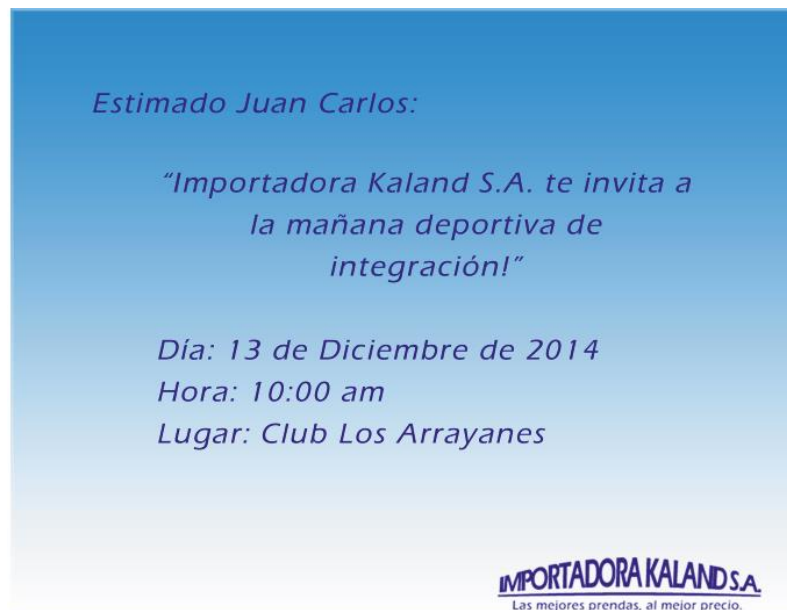 Estimado Juan Carlos:
“Importadora Kaland S.A. te invita a
la mañana deportiva de
integración!”
Día: 13 de Diciembre de 2014
Hora: 10:00 am
Lugar: Club Los Arrayanes
IMPORTADORA KALAND S.A.
Las mejores prendas, al mejor precio.